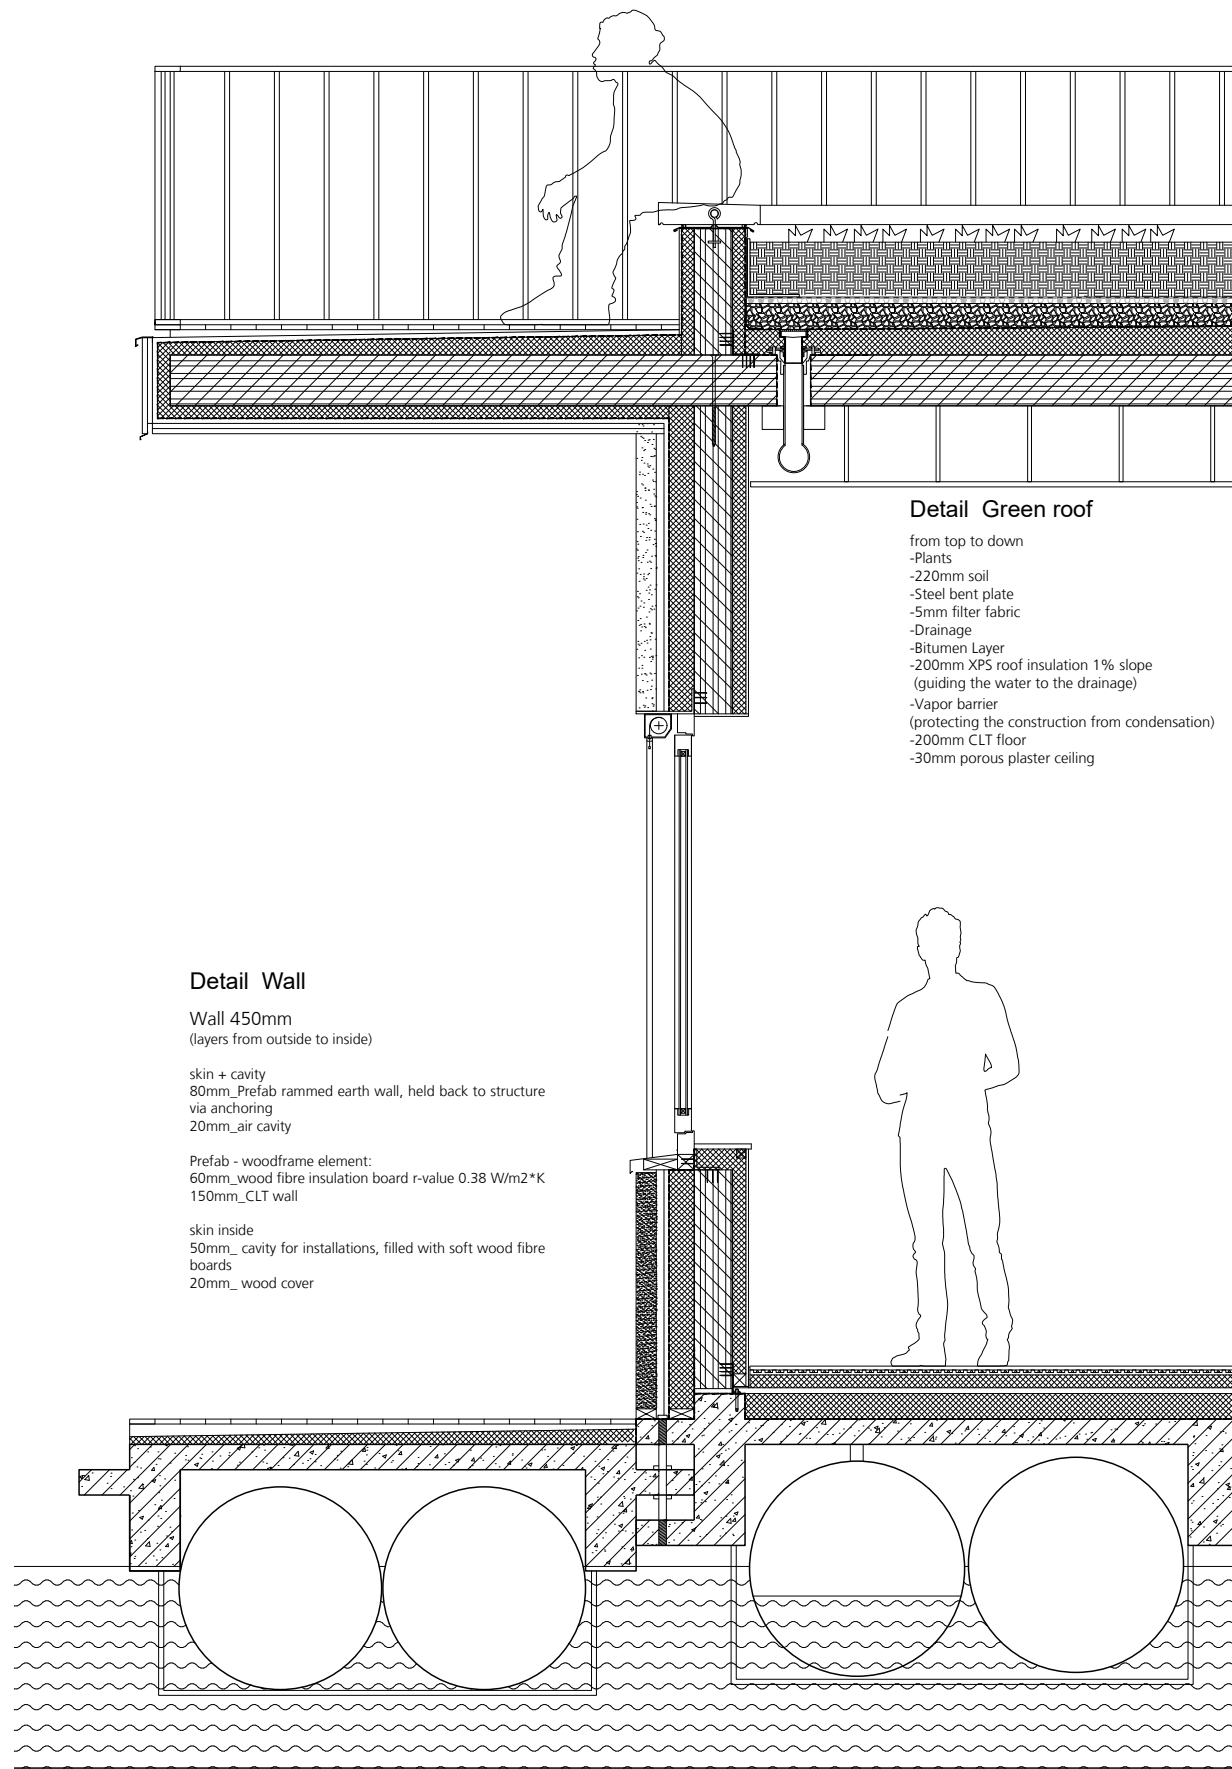 Detail Green roof
from top to down
-Plants
-220mm soil
-Steel bent plate
-5mm filter fabric
-Drainage
-Bitumen Layer
-200mm XPS roof insulation 1% slope
(guiding the water to the drainage)
-Vapor barrier
(protecting the construction from condensation)
-200mm CLT floor
-30mm porous plaster ceiling
Detail Wall
Wall 450mm
(layers from outside to inside)
skin + cavity
80mm_Prefab rammed earth wall, held back to structure
via anchoring
20mm_air cavity
Prefab - woodframe element:
60mm_wood fibre insulation board r-value 0.38 W/m2*K
150mm_CLT wall
skin inside
50mm_ cavity for installations, filled with soft wood fibre
boards
20mm_ wood cover